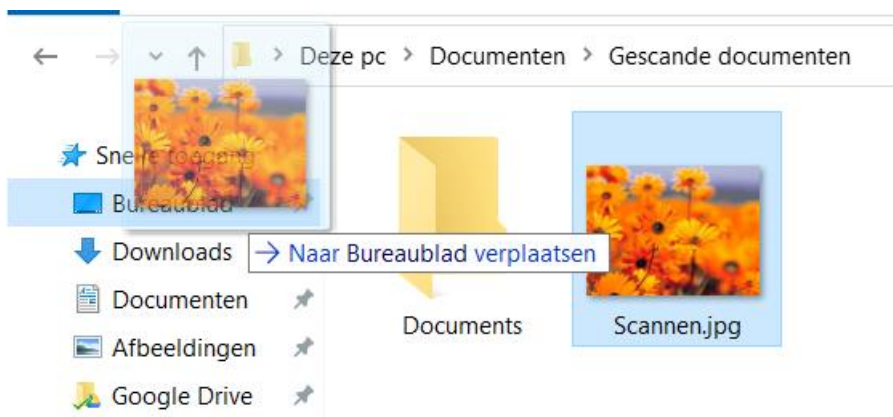 Deze pc > Documenten > Gescande documenten
Snelle toegang
Bureaublad
Downloads
→ Naar Bureaublad verplaatsen
Documenten
Afbeeldingen
Google Drive
Documents
Scannen.jpg